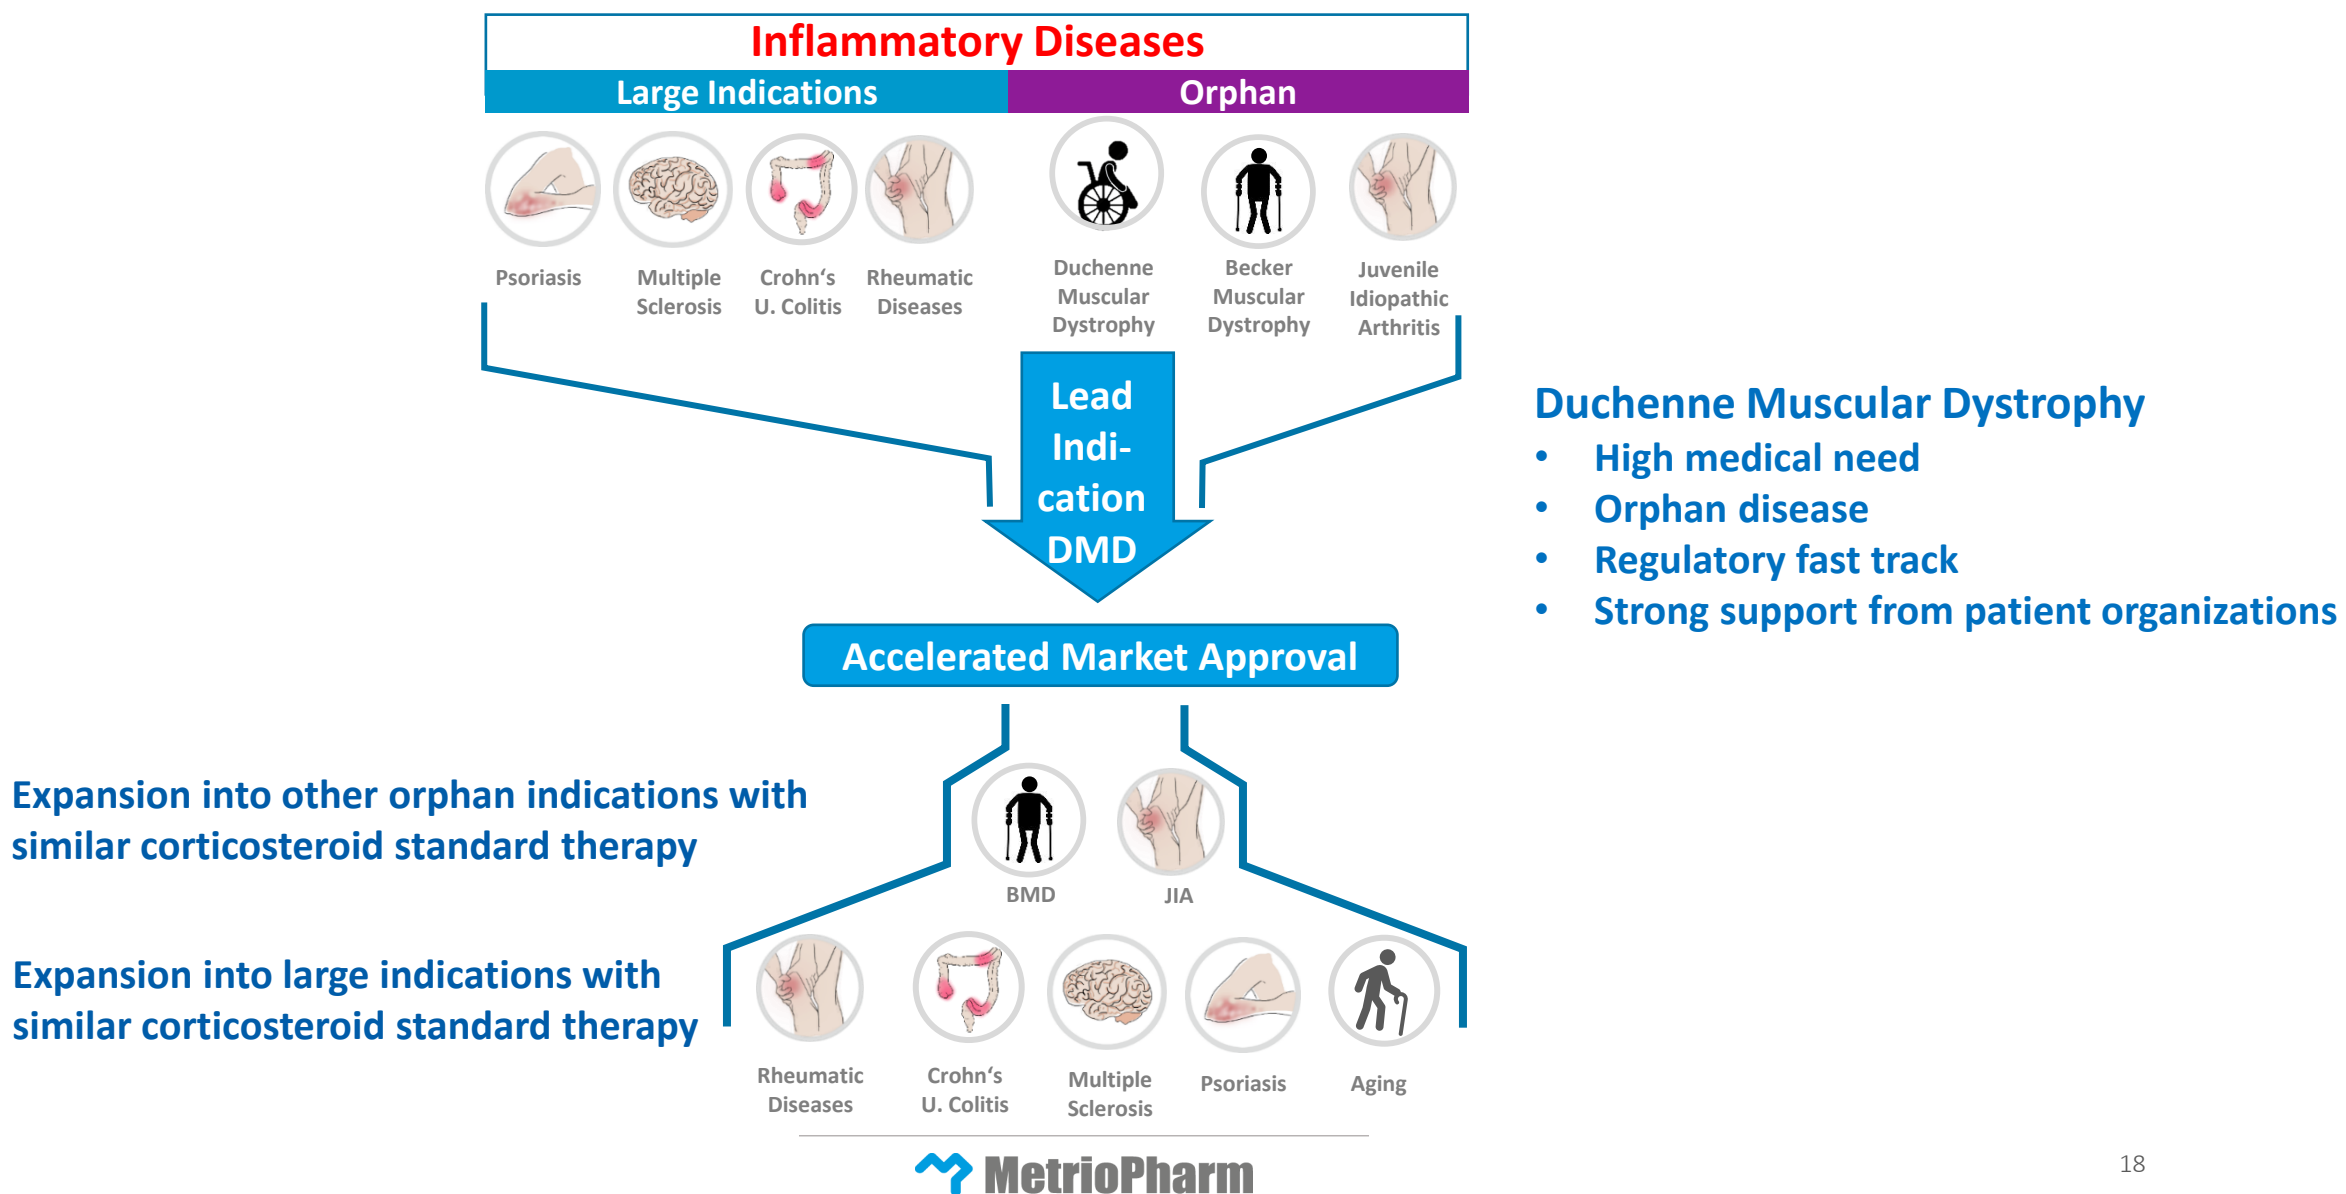 Inflammatory Diseases
Large Indications
Orphan
Psoriasis
Multiple
Sclerosis
Crohn‘s
U. Colitis
Rheumatic
Diseases
Duchenne
Muscular
Dystrophy
Becker
Muscular
Dystrophy
Juvenile
Idiopathic
Arthritis
Lead
Indi-
cation
DMD
Duchenne Muscular Dystrophy
• High medical need
• Orphan disease
• Regulatory fast track
• Strong support from patient organizations
Accelerated Market Approval
Expansion into other orphan indications with
similar corticosteroid standard therapy
BMD
JIA
Expansion into large indications with
similar corticosteroid standard therapy
Rheumatic
Diseases
Crohn‘s
U. Colitis
Multiple
Sclerosis
Psoriasis
Aging
MetrioPharm
18